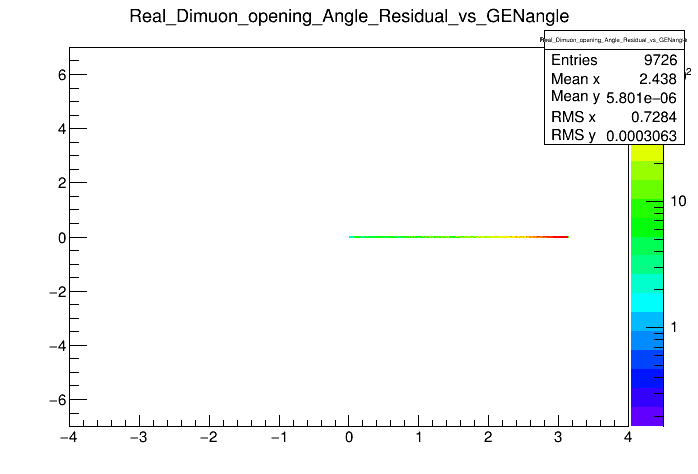 Real_Dimuon_opening_Angle_Residual_vs_GENangle
Real_Dimuon_opening_Angle_Residual_vs_GENangle
Entries 9726
Mean x 2.438
Mean y 5.801e−06
RMS x 0.7284
RMS y 0.0003063
2
10
1
6
4
2
0
−2
−4
−6
−4 −3 −2 −1 0 1 2 3 4